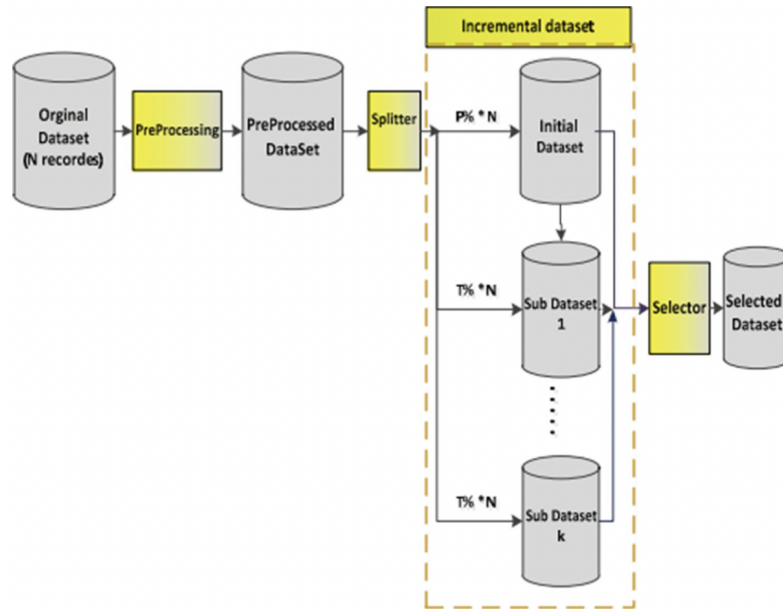 Incremental dataset
Orginal
Dataset
(N recordes)
PreProcessing
PreProcessed
DataSet
Splitter
P% *N
Initial
Dataset
T% *N
Sub Dataset
1
Selector
Selected
Dataset
T% *N
Sub Dataset
k